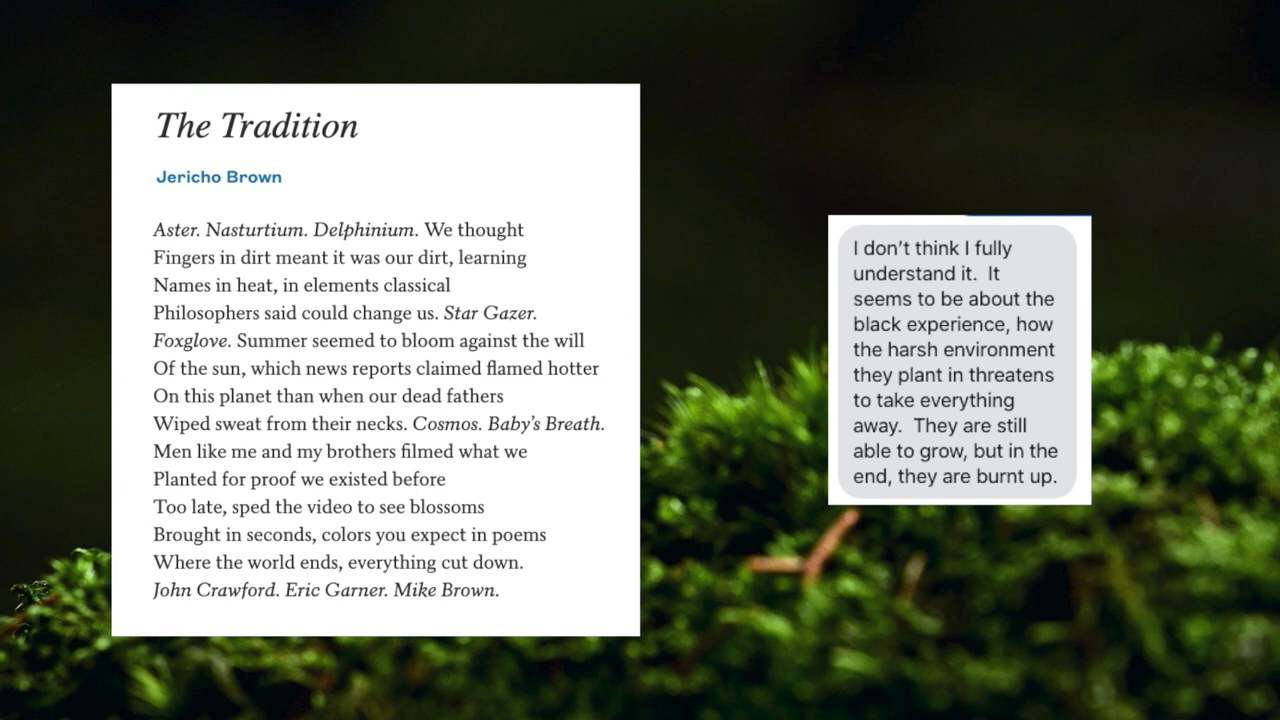 The Tradition
Jericho Brown
Aster. Nasturtium. Delphinium. We thought
Fingers in dirt meant it was our dirt, learning
Names in heat, in elements classical
Philosophers said could change us. Star Gazer.
Foxglove. Summer seemed to bloom against the will
Of the sun, which news reports claimed flamed hotter
On this planet than when our dead fathers
Wiped sweat from their necks. Cosmos. Baby’s Breath.
Men like me and my brothers filmed what we
Planted for proof we existed before
Too late, sped the video to see blossoms
Brought in seconds, colors you expect in poems
Where the world ends, everything cut down.
John Crawford. Eric Garner. Mike Brown.
I don’t think I fully
understand it.  It
seems to be about the
black experience, how
the harsh environment
they plant in threatens
to take everything
away.  They are still
able to grow, but in the
end, they are burnt up.